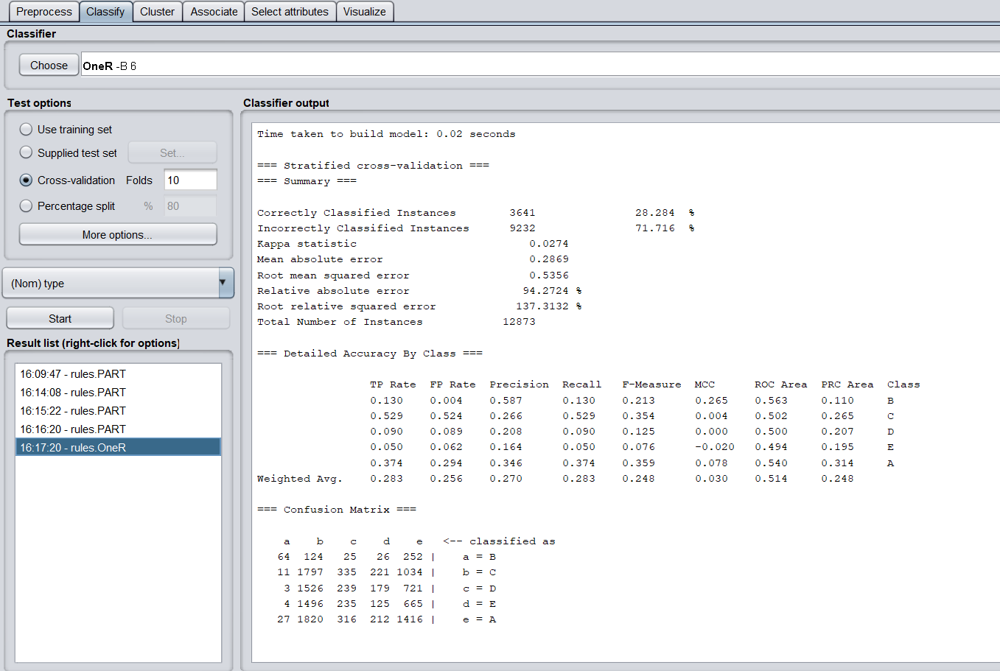 Preprocess Classify Cluster Associate Select attributes Visualize
Classifier
Choose OneR -B 6
Test options
Use training set
Supplied test set Set...
Cross-validation Folds 10
Percentage split % 80
More options...
(Nom) type
Start Stop
Result list (right-click for options)
16:09:47 - rules.PART
16:14:08 - rules.PART
16:15:22 - rules.PART
16:16:20 - rules.PART
16:17:20 - rules.OneR
Classifier output
Time taken to build model: 0.02 seconds
=== Stratified cross-validation ===
=== Summary ===
Correctly Classified Instances 3641 28.284 %
Incorrectly Classified Instances 9232 71.716 %
Kappa statistic 0.0274
Mean absolute error 0.2869
Root mean squared error 0.5356
Relative absolute error 94.2724 %
Root relative squared error 137.3132 %
Total Number of Instances 12873
=== Detailed Accuracy By Class ===
TP Rate FP Rate Precision Recall F-Measure MCC ROC Area PRC Area Class
0.130 0.004 0.587 0.130 0.213 0.265 0.563 0.110 B
0.529 0.524 0.266 0.529 0.354 0.004 0.502 0.265 C
0.090 0.089 0.208 0.090 0.125 0.000 0.500 0.207 D
0.050 0.062 0.164 0.050 0.076 -0.020 0.494 0.195 E
0.374 0.294 0.346 0.374 0.359 0.078 0.540 0.314 A
Weighted Avg. 0.283 0.256 0.270 0.283 0.248 0.030 0.514 0.248
=== Confusion Matrix ===
a b c d e <-- classified as
64 124 25 26 252 | a = B
11 1797 335 221 1034 | b = C
3 1526 239 179 721 | c = D
4 1496 235 125 665 | d = E
27 1820 316 212 1416 | e = A